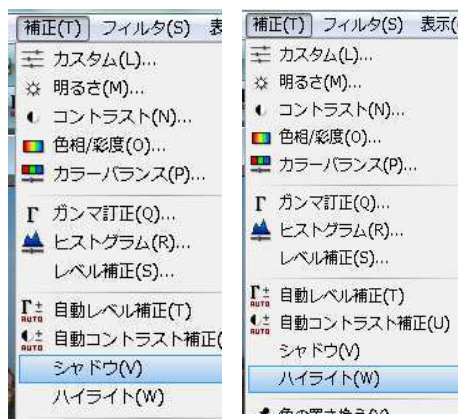 補正(T) フィルタ(S) 表
カスタム(L)...
明るさ(M)...
コントラスト(N)...
色相/彩度(O)...
カラーバランス(P)...
ガンマ訂正(Q)...
ヒストグラム(R)...
レベル補正(S)...
自動レベル補正(T)
自動コントラスト補正(
シャドウ(V)
ハイライト(W)
補正(T) フィルタ(S) 表示(
カスタム(L)...
明るさ(M)...
コントラスト(N)...
色相/彩度(O)...
カラーバランス(P)...
ガンマ訂正(Q)...
ヒストグラム(R)...
レベル補正(S)...
自動レベル補正(T)
自動コントラスト補正(U)
シャドウ(V)
ハイライト(W)